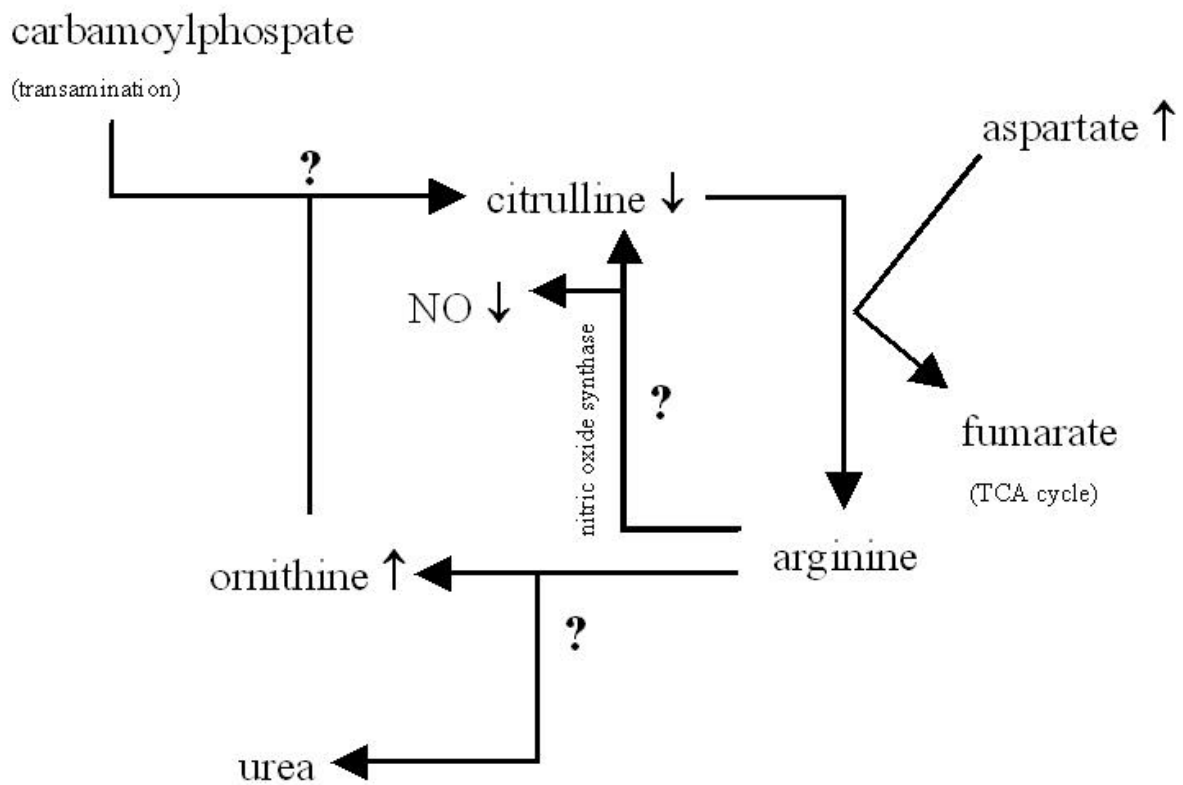 carbamoylphospate
(transamination)
aspartate ↑
?
citrulline ↓
NO ↓
nitric oxide synthase
?
fumarate
(TCA cycle)
arginine
ornithine ↑
?
urea